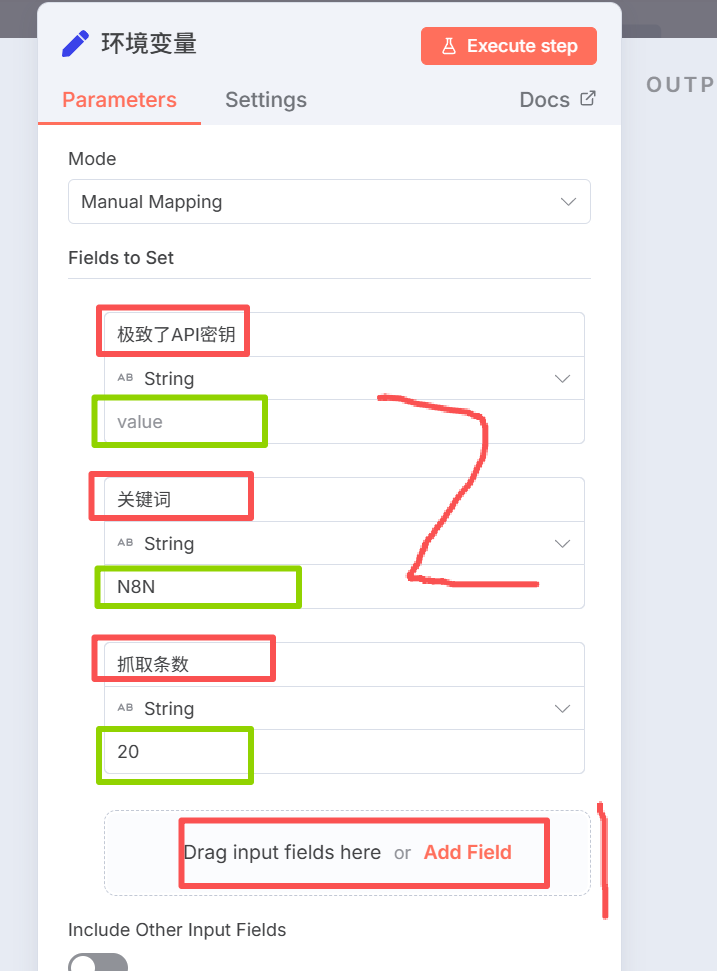 环境变量
Execute step
Parameters
Settings
Docs
OUTP
Mode
Manual Mapping
Fields to Set
极致了API密钥
AB String
value
关键词
AB String
N8N
抓取条数
AB String
20
Drag input fields here or Add Field
Include Other Input Fields